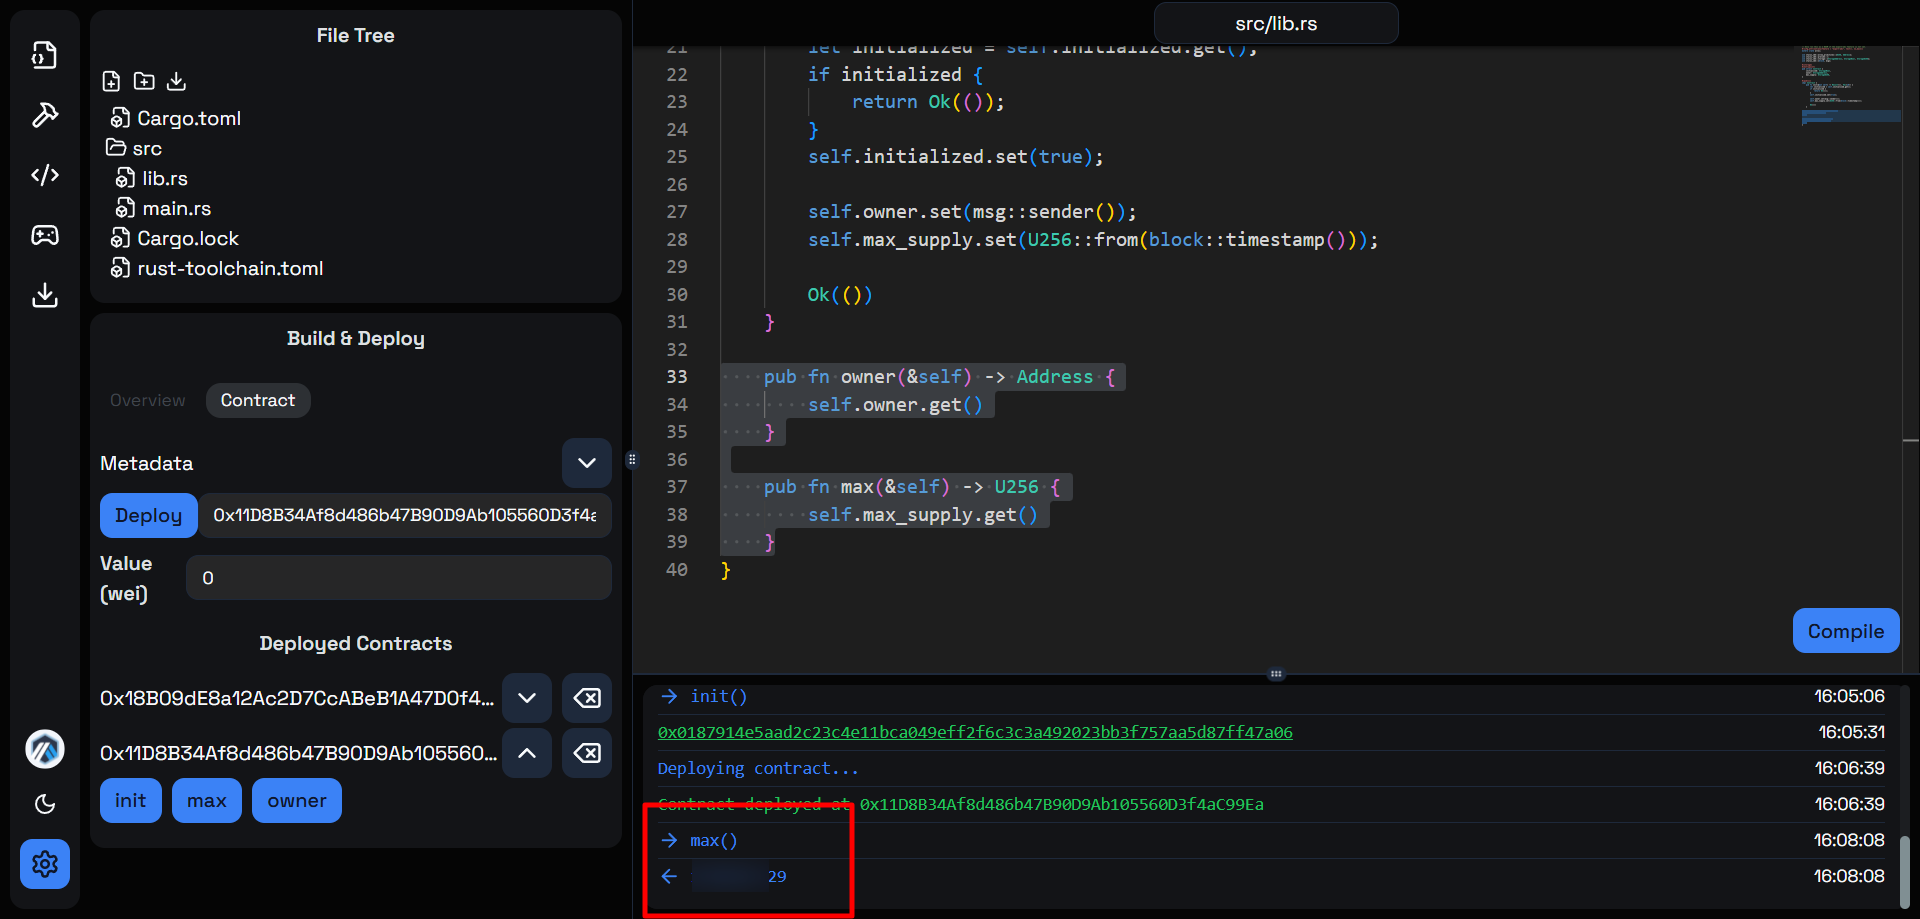 File Tree
Cargo.toml
src
lib.rs
main.rs
Cargo.lock
rust-toolchain.toml
Build & Deploy
Overview
Contract
Metadata
Deploy
0x11D8B34Af8d486b47B90D9Ab105560D3f4a
Value
(wei)
0
Deployed Contracts
0x18B09dE8a12Ac2D7CcABeB1A47D0f4...
0x11D8B34Af8d486b47B90D9Ab105560...
init
max
owner
src/lib.rs
21 let initialized = self.initialized.get();
22 if initialized {
23 return Ok(());
24 }
25 self.initialized.set(true);
26
27 self.owner.set(msg::sender());
28 self.max_supply.set(U256::from(block::timestamp()));
29
30 Ok(())
31 }
32
33 pub fn owner(&self) -> Address {
34 self.owner.get()
35 }
36
37 pub fn max(&self) -> U256 {
38 self.max_supply.get()
39 }
40 }
Compile
→ init() 16:05:06
0x0187914e5aad2c23c4e11bca049eff2f6c3c3a492023bb3f757aa5d87ff47a06 16:05:31
Deploying contract... 16:06:39
Contract deployed at 0x11D8B34Af8d486b47B90D9Ab105560D3f4aC99Ea 16:06:39
→ max() 16:08:08
← 29 16:08:08